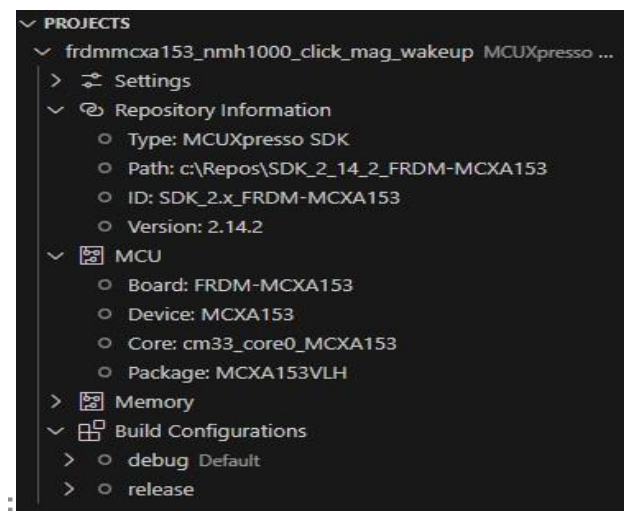 PROJECTS
frdmmcxa153_nmh1000_click_mag_wakeup MCUXpresso ...
Settings
Repository Information
Type: MCUXpresso SDK
Path: c:\Repos\SDK_2_14_2_FRDM-MCXA153
ID: SDK_2.x_FRDM-MCXA153
Version: 2.14.2
MCU
Board: FRDM-MCXA153
Device: MCXA153
Core: cm33_core0_MCXA153
Package: MCXA153VLH
Memory
Build Configurations
debug Default
release